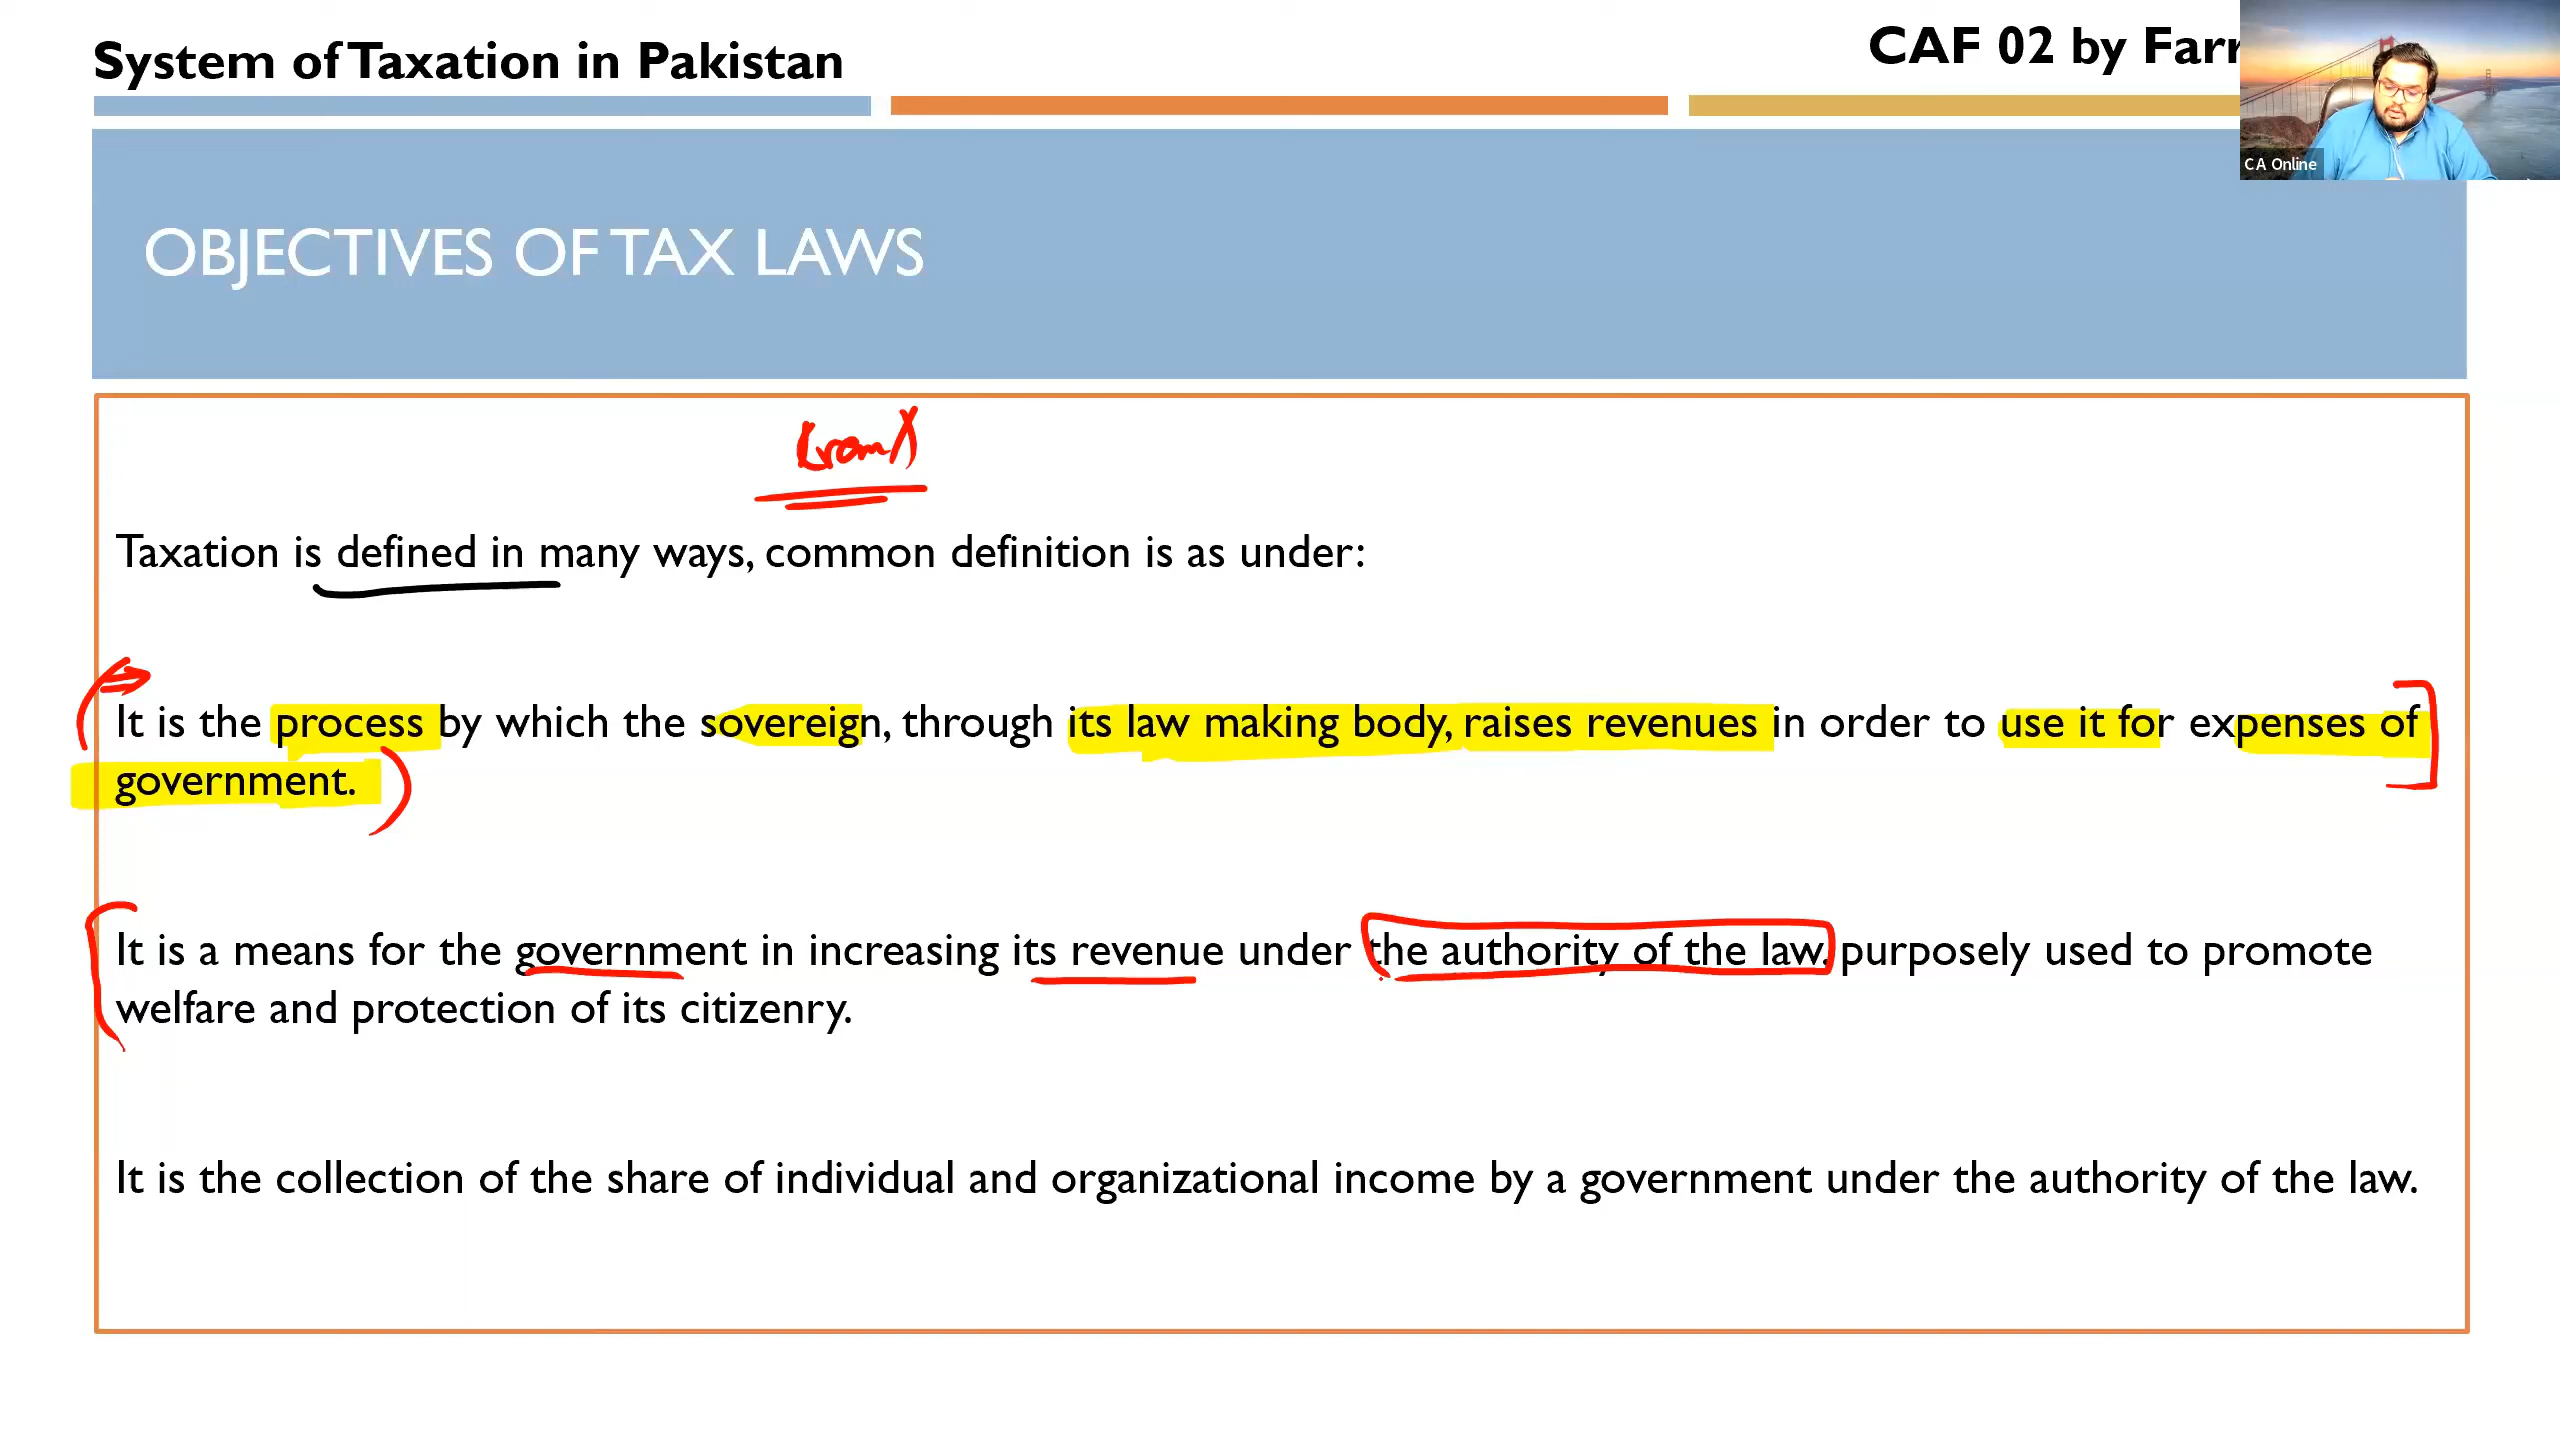 System of Taxation in Pakistan
CAF 02 by Farr
CA Online
OBJECTIVES OF TAX LAWS
Taxation is defined in many ways, common definition is as under:
It is the process by which the sovereign, through its law making body, raises revenues in order to use it for expenses of
government.
It is a means for the government in increasing its revenue under the authority of the law, purposely used to promote
welfare and protection of its citizenry.
It is the collection of the share of individual and organizational income by a government under the authority of the law.